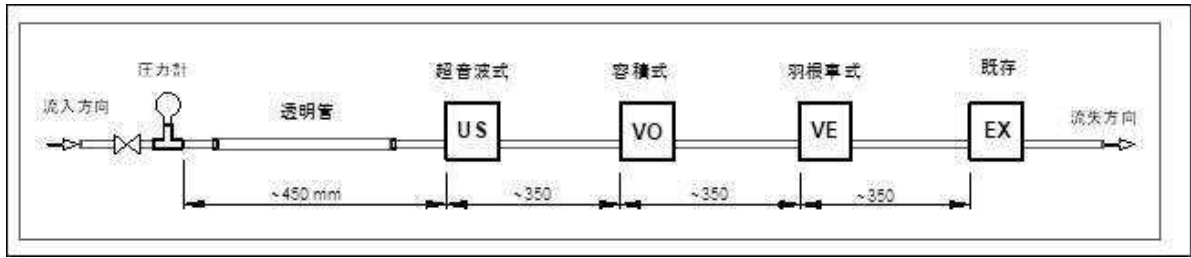 圧力計
超音波式
容積式
羽根車式
既存
流入方向
透明管
流失方向
US
VO
VE
EX
~450 mm
~350
~350
~350